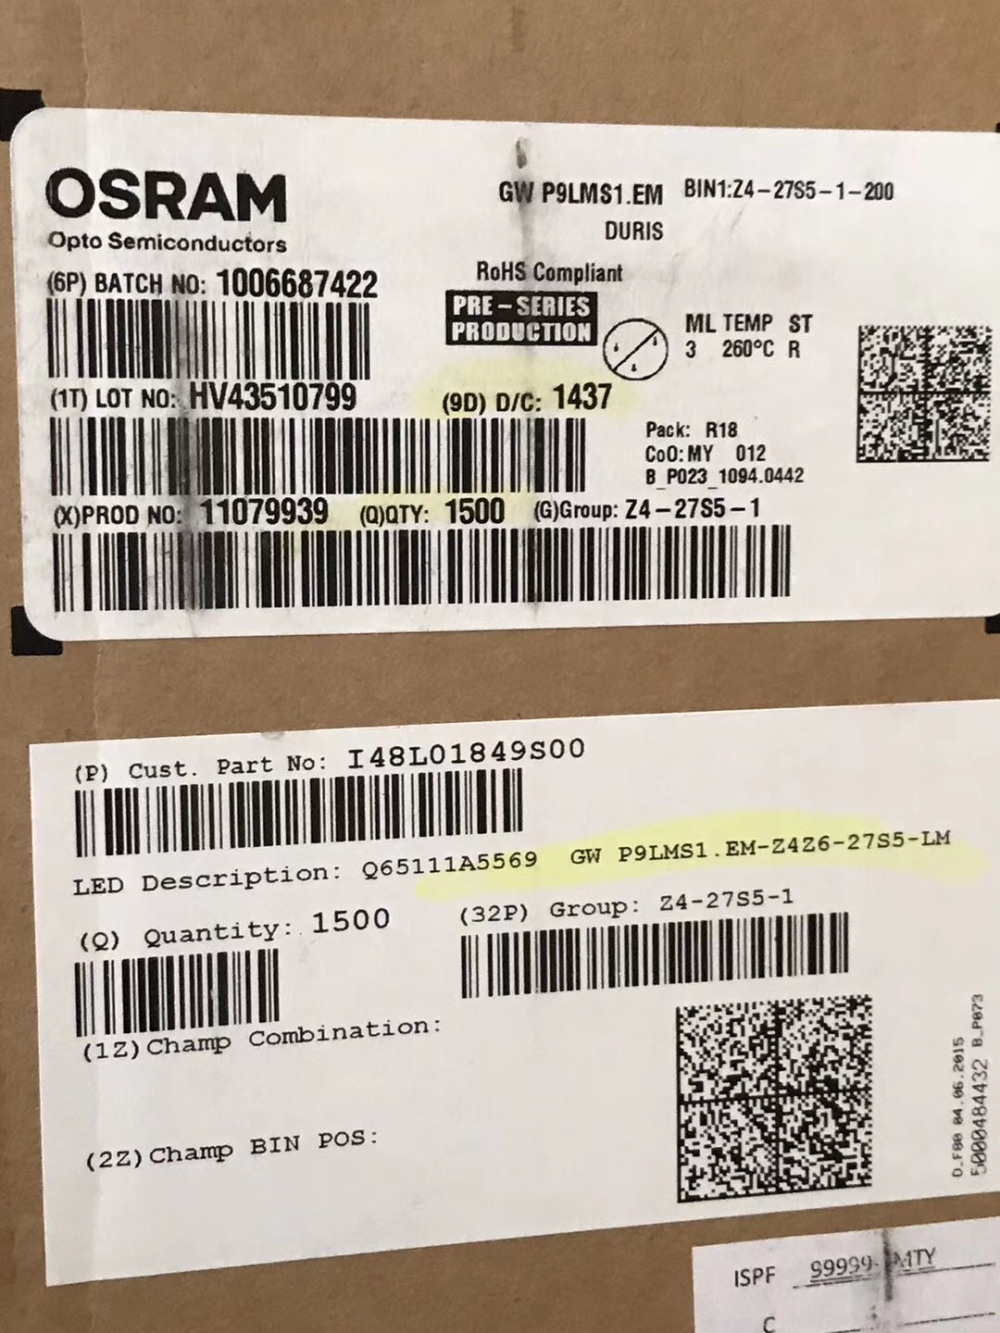 OSRAM
Opto Semiconductors
GW P9LMS1.EM BIN1:Z4-27S5-1-200
DURIS
(6P) BATCH NO: 1006687422
RoHS Compliant
PRE-SERIES
PRODUCTION
ML TEMP ST
3 260°C R
(1T) LOT NO: HV43510799
(9D) D/C: 1437
Pack: R18
CoO:MY 012
B_P023_1094.0442
(X)PROD NO: 11079939 (Q)QTY: 1500 (G)Group: Z4-27S5-1
(P) Cust. Part No: I48L01849S00
LED Description: Q65111A5569 GW P9LMS1.EM-Z4Z6-27S5-LM
(Q) Quantity: 1500
(32P) Group: Z4-27S5-1
(1Z)Champ Combination:
(2Z)Champ BIN POS:
D_F00 04.06.2015
5000484432 B_P073
ISPF 99999-
C